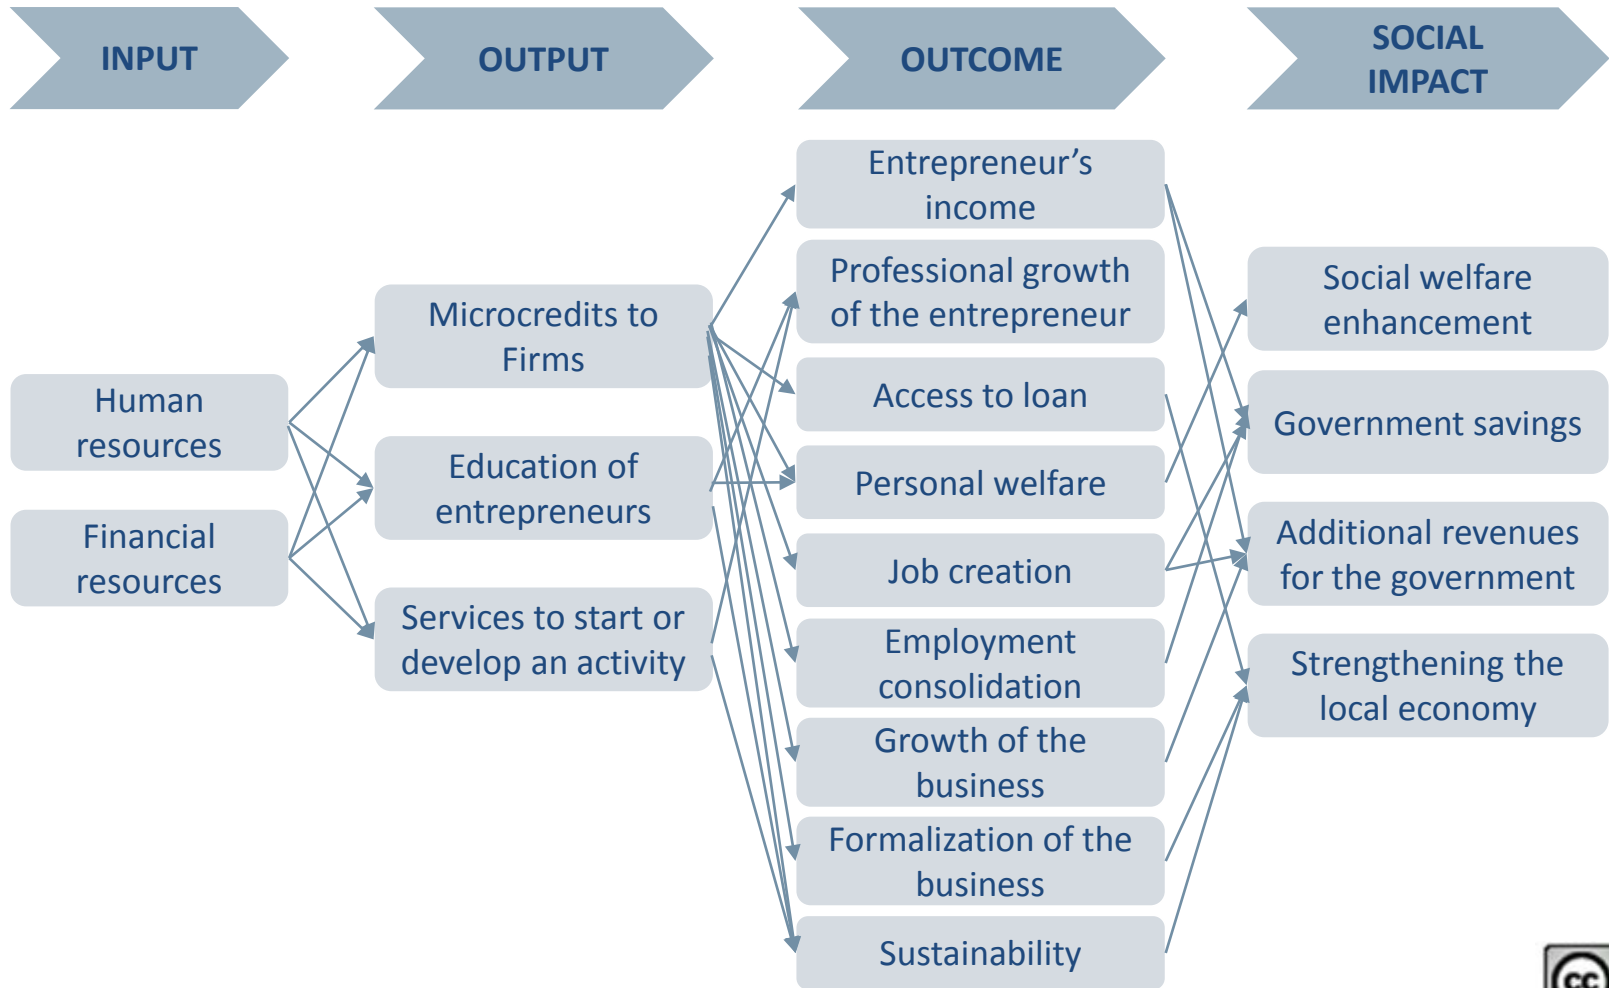 INPUT
OUTPUT
OUTCOME
SOCIAL
IMPACT
Human
resources
Financial
resources
Microcredits to
Firms
Education of
entrepreneurs
Services to start or
develop an activity
Entrepreneur’s
income
Professional growth
of the entrepreneur
Access to loan
Personal welfare
Job creation
Employment
consolidation
Growth of the
business
Formalization of the
business
Sustainability
Social welfare
enhancement
Government savings
Additional revenues
for the government
Strengthening the
local economy
cc